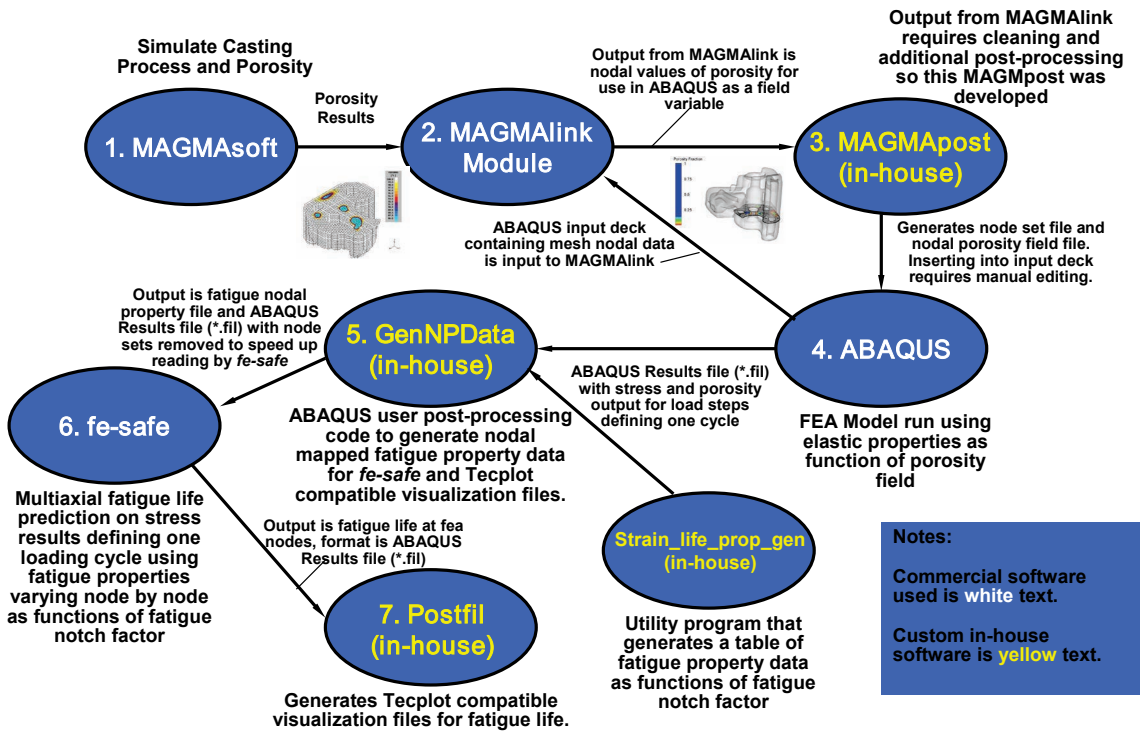 Simulate Casting
Process and Porosity
Porosity
Results
1. MAGMAsoft
2. MAGMAlink
Module
Output from MAGMAlink is
nodal values of porosity for
use in ABAQUS as a field
variable
Output from MAGMAlink
requires cleaning and
additional post-processing
so this MAGMpost was
developed
3. MAGMApost
(in-house)
Porosity Fraction
ABAQUS input deck
containing mesh nodal data
is input to MAGMAlink
Generates node set file and
nodal porosity field file.
Inserting into input deck
requires manual editing.
4. ABAQUS
FEA Model run using
elastic properties as
function of porosity
field
ABAQUS Results file (*.fil)
with stress and porosity
output for load steps
defining one cycle
5. GenNPData
(in-house)
ABAQUS user post-processing
code to generate nodal
mapped fatigue property data
for fe-safe and Tecplot
compatible visualization files.
Output is fatigue nodal
property file and ABAQUS
Results file (*.fil) with node
sets removed to speed up
reading by fe-safe
6. fe-safe
Multiaxial fatigue life
prediction on stress
results defining one
loading cycle using
fatigue properties
varying node by node
as functions of fatigue
notch factor
Output is fatigue life at fea
nodes, format is ABAQUS
Results file (*.fil)
7. Postfil
(in-house)
Generates Tecplot compatible
visualization files for fatigue life.
Strain_life_prop_gen
(in-house)
Utility program that
generates a table of
fatigue property data
as functions of fatigue
notch factor
Notes:
Commercial software
used is white text.
Custom in-house
software is yellow text.